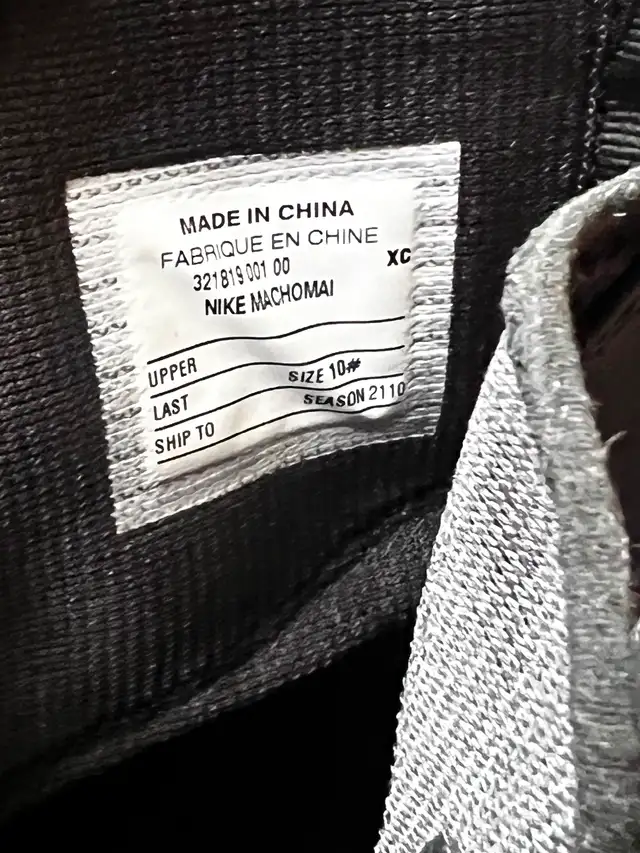 MADE IN CHINA
FABRIQUE EN CHINE
321819 001 00 XC
NIKE MACHOMAI
UPPER
LAST SIZE 10#
SHIP TO SEASON 2110